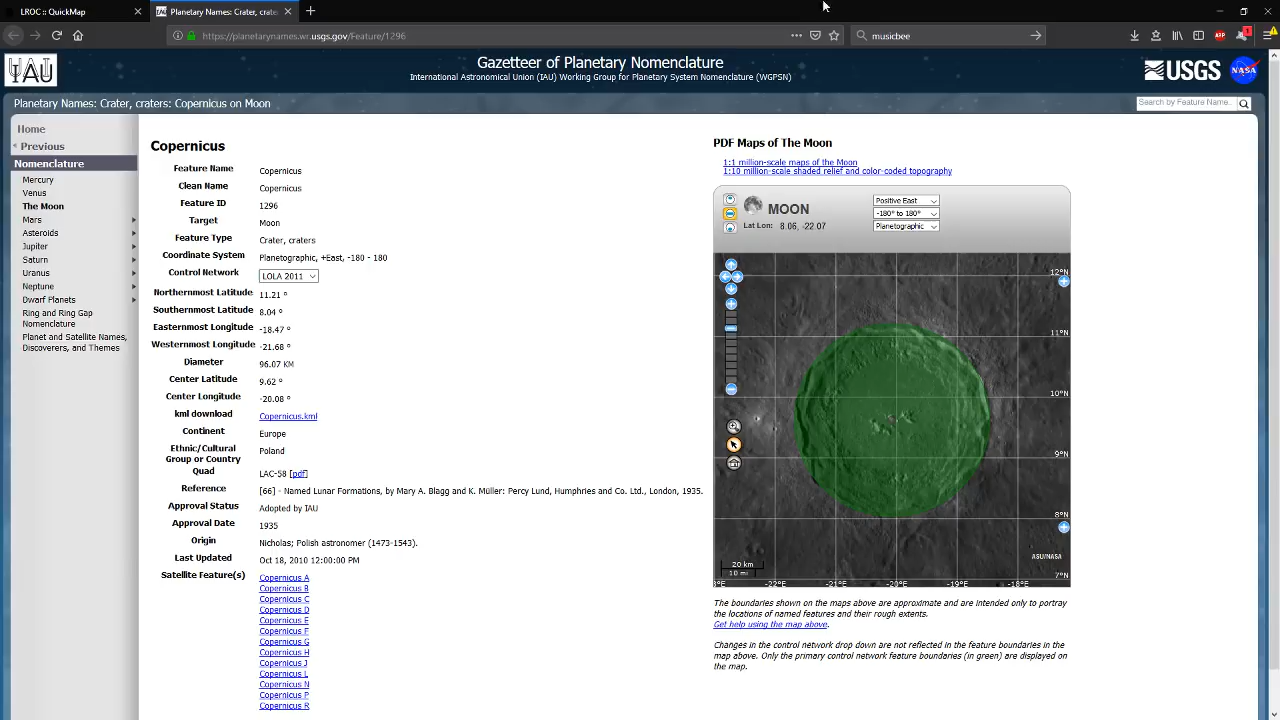 LROC :: QuickMap
Planetary Names: Crater, crate
https://planetarynames.wr.usgs.gov/Feature/1296
musicbee
ABP
1
IAU
Gazetteer of Planetary Nomenclature
International Astronomical Union (IAU) Working Group for Planetary System Nomenclature (WGPSN)
USGS
NASA
Planetary Names: Crater, craters: Copernicus on Moon
Search by Feature Name.
Home
Previous
Nomenclature
Mercury
Venus
The Moon
Mars
Asteroids
Jupiter
Saturn
Uranus
Neptune
Dwarf Planets
Ring and Ring Gap
Nomenclature
Planet and Satellite Names,
Discoverers, and Themes
Copernicus
Feature Name Copernicus
Clean Name Copernicus
Feature ID 1296
Target Moon
Feature Type Crater, craters
Coordinate System Planetographic, +East, -180 - 180
Control Network LOLA 2011
Northernmost Latitude 11.21 °
Southernmost Latitude 8.04 °
Easternmost Longitude -18.47 °
Westernmost Longitude -21.68 °
Diameter 96.07 KM
Center Latitude 9.62 °
Center Longitude -20.08 °
kml download Copernicus.kml
Continent Europe
Ethnic/Cultural
Group or Country Poland
Quad LAC-58 [pdf]
Reference [66] - Named Lunar Formations, by Mary A. Blagg and K. Müller: Percy Lund, Humphries and Co. Ltd., London, 1935.
Approval Status Adopted by IAU
Approval Date 1935
Origin Nicholas; Polish astronomer (1473-1543).
Last Updated Oct 18, 2010 12:00:00 PM
Satellite Feature(s) Copernicus A
Copernicus B
Copernicus C
Copernicus D
Copernicus E
Copernicus F
Copernicus G
Copernicus H
Copernicus J
Copernicus L
Copernicus N
Copernicus P
Copernicus R
PDF Maps of The Moon
1:1 million-scale maps of the Moon
1:10 million-scale shaded relief and color-coded topography
MOON
Lat Lon: 8.06, -22.07
Positive East
-180° to 180°
Planetographic
12°N
11°N
10°N
9°N
8°N
7°N
ASU/NASA
20 km
10 mi
-22°E -21°E -20°E -19°E -18°E
The boundaries shown on the maps above are approximate and are intended only to portray
the locations of named features and their rough extents.
Get help using the map above.
Changes in the control network drop down are not reflected in the feature boundaries in the
map above. Only the primary control network feature boundaries (in green) are displayed on
the map.